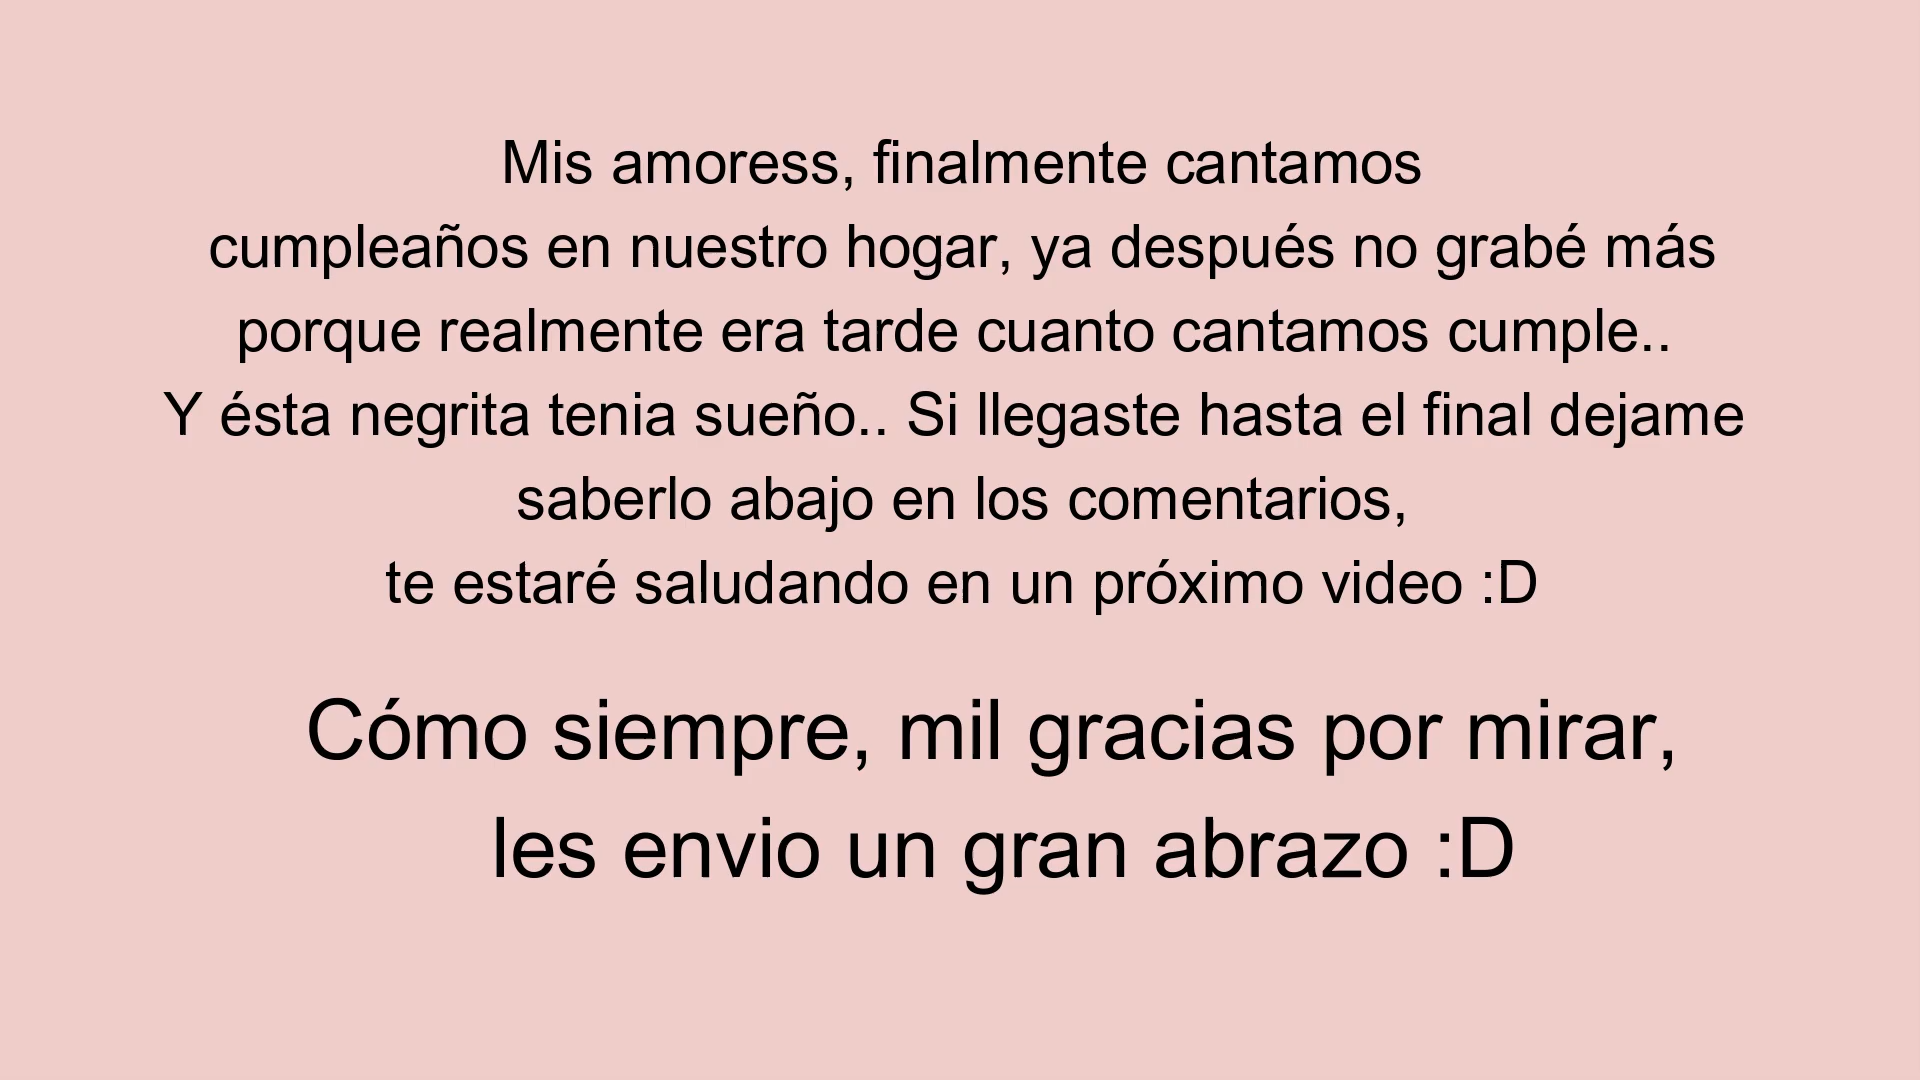 Mis amoress, finalmente cantamos
cumpleaños en nuestro hogar, ya después no grabé más
porque realmente era tarde cuanto cantamos cumple..
Y ésta negrita tenia sueño.. Si llegaste hasta el final dejame
saberlo abajo en los comentarios,
te estaré saludando en un próximo video :D
Cómo siempre, mil gracias por mirar,
les envio un gran abrazo :D